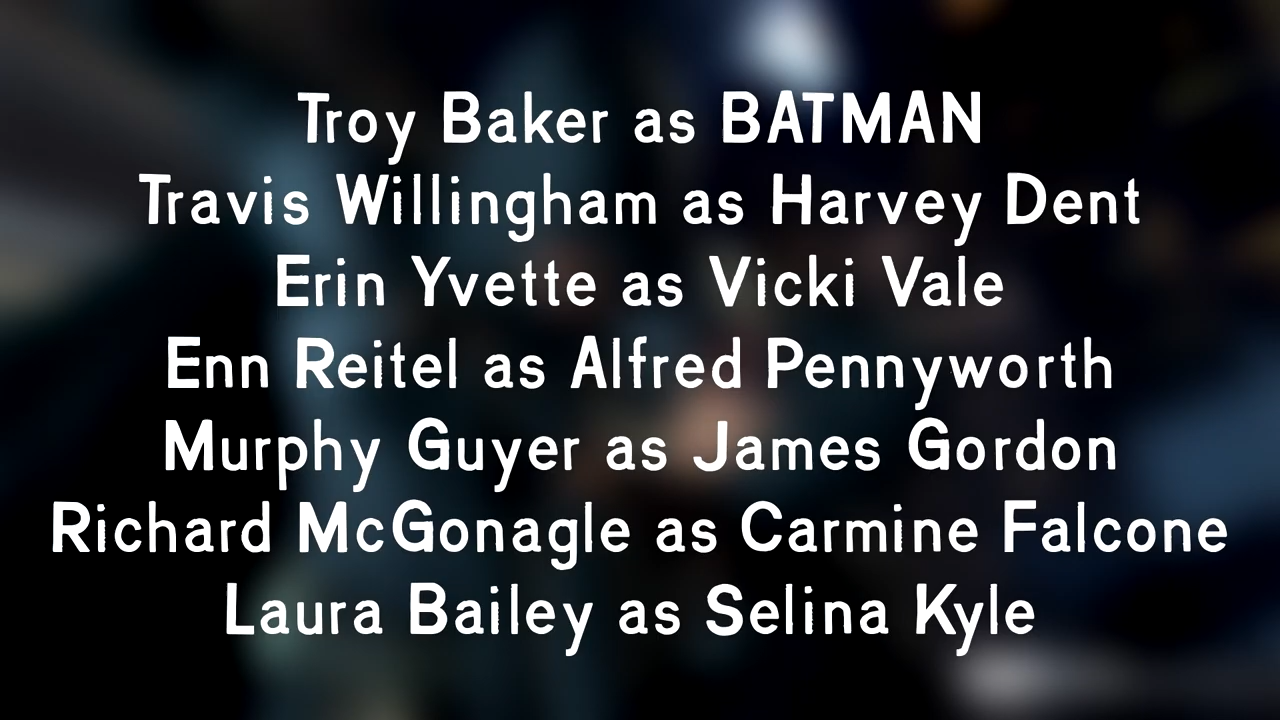 Troy Baker as BATMAN
Travis Willingham as Harvey Dent
Erin Yvette as Vicki Vale
Enn Reitel as Alfred Pennyworth
Murphy Guyer as James Gordon
Richard McGonagle as Carmine Falcone
Laura Bailey as Selina Kyle